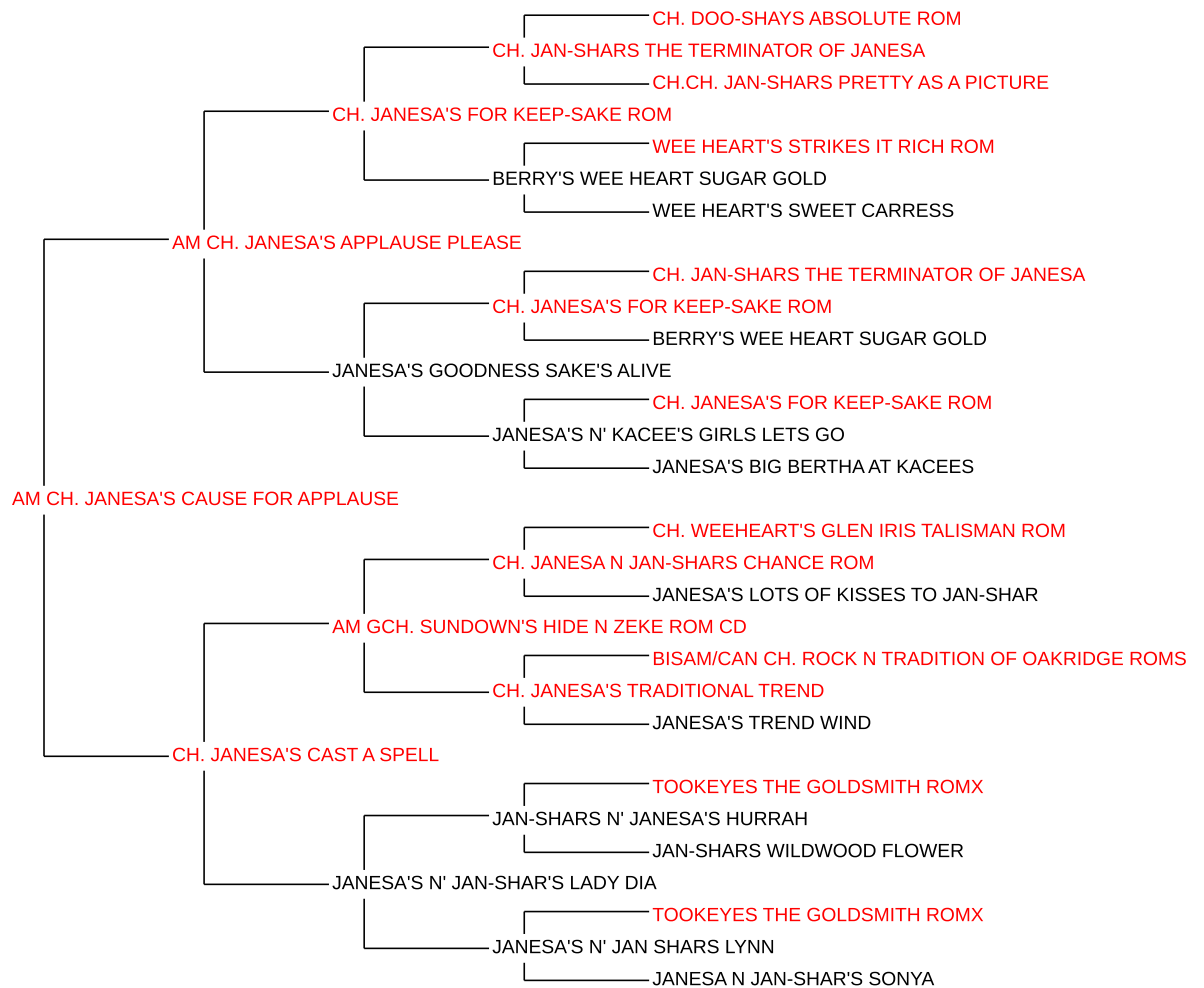 CH. DOO-SHAYS ABSOLUTE ROM
CH. JAN-SHARS THE TERMINATOR OF JANESA
CH.CH. JAN-SHARS PRETTY AS A PICTURE
CH. JANESA'S FOR KEEP-SAKE ROM
WEE HEART'S STRIKES IT RICH ROM
BERRY'S WEE HEART SUGAR GOLD
WEE HEART'S SWEET CARRESS
AM CH. JANESA'S APPLAUSE PLEASE
CH. JAN-SHARS THE TERMINATOR OF JANESA
CH. JANESA'S FOR KEEP-SAKE ROM
BERRY'S WEE HEART SUGAR GOLD
JANESA'S GOODNESS SAKE'S ALIVE
CH. JANESA'S FOR KEEP-SAKE ROM
JANESA'S N' KACEE'S GIRLS LETS GO
JANESA'S BIG BERTHA AT KACEES
AM CH. JANESA'S CAUSE FOR APPLAUSE
CH. WEEHEART'S GLEN IRIS TALISMAN ROM
CH. JANESA N JAN-SHARS CHANCE ROM
JANESA'S LOTS OF KISSES TO JAN-SHAR
AM GCH. SUNDOWN'S HIDE N ZEKE ROM CD
BISAM/CAN CH. ROCK N TRADITION OF OAKRIDGE ROMS
CH. JANESA'S TRADITIONAL TREND
JANESA'S TREND WIND
CH. JANESA'S CAST A SPELL
TOOKEYES THE GOLDSMITH ROMX
JAN-SHARS N' JANESA'S HURRAH
JAN-SHARS WILDWOOD FLOWER
JANESA'S N' JAN-SHAR'S LADY DIA
TOOKEYES THE GOLDSMITH ROMX
JANESA'S N' JAN SHARS LYNN
JANESA N JAN-SHAR'S SONYA